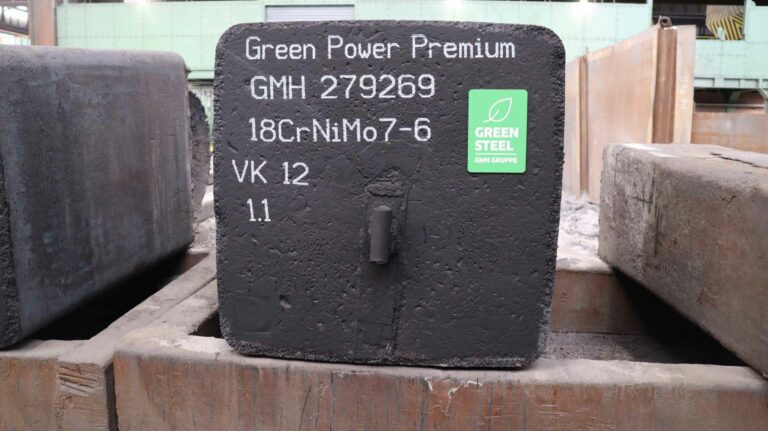 Green Power Premium
GMH 279269
18CrNiMo7-6
VK 12
1.1
GREEN
STEEL
GMH GRUPPE